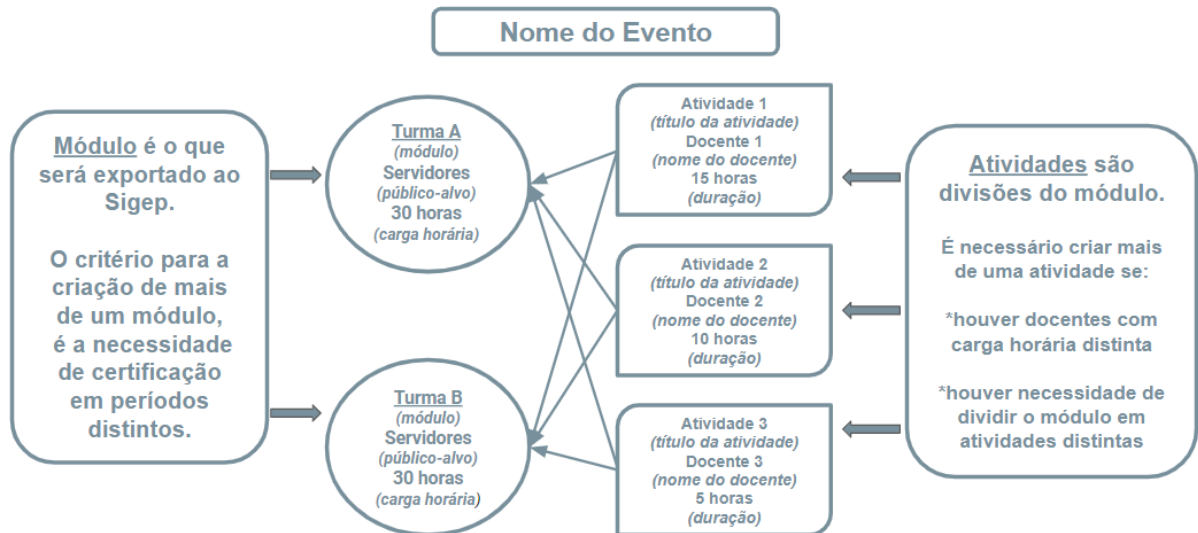 Nome do Evento
Módulo é o que
será exportado ao
Sigep.
O critério para a
criação de mais
de um módulo,
é a necessidade
de certificação
em períodos
distintos.
Turma A
(módulo)
Servidores
(público-alvo)
30 horas
(carga horária)
Turma B
(módulo)
Servidores
(público-alvo)
30 horas
(carga horária)
Atividade 1
(título da atividade)
Docente 1
(nome do docente)
15 horas
(duração)
Atividade 2
(título da atividade)
Docente 2
(nome do docente)
10 horas
(duração)
Atividade 3
(título da atividade)
Docente 3
(nome do docente)
5 horas
(duração)
Atividades são
divisões do módulo.
É necessário criar mais
de uma atividade se:
*houver docentes com
carga horária distinta
*houver necessidade de
dividir o módulo em
atividades distintas